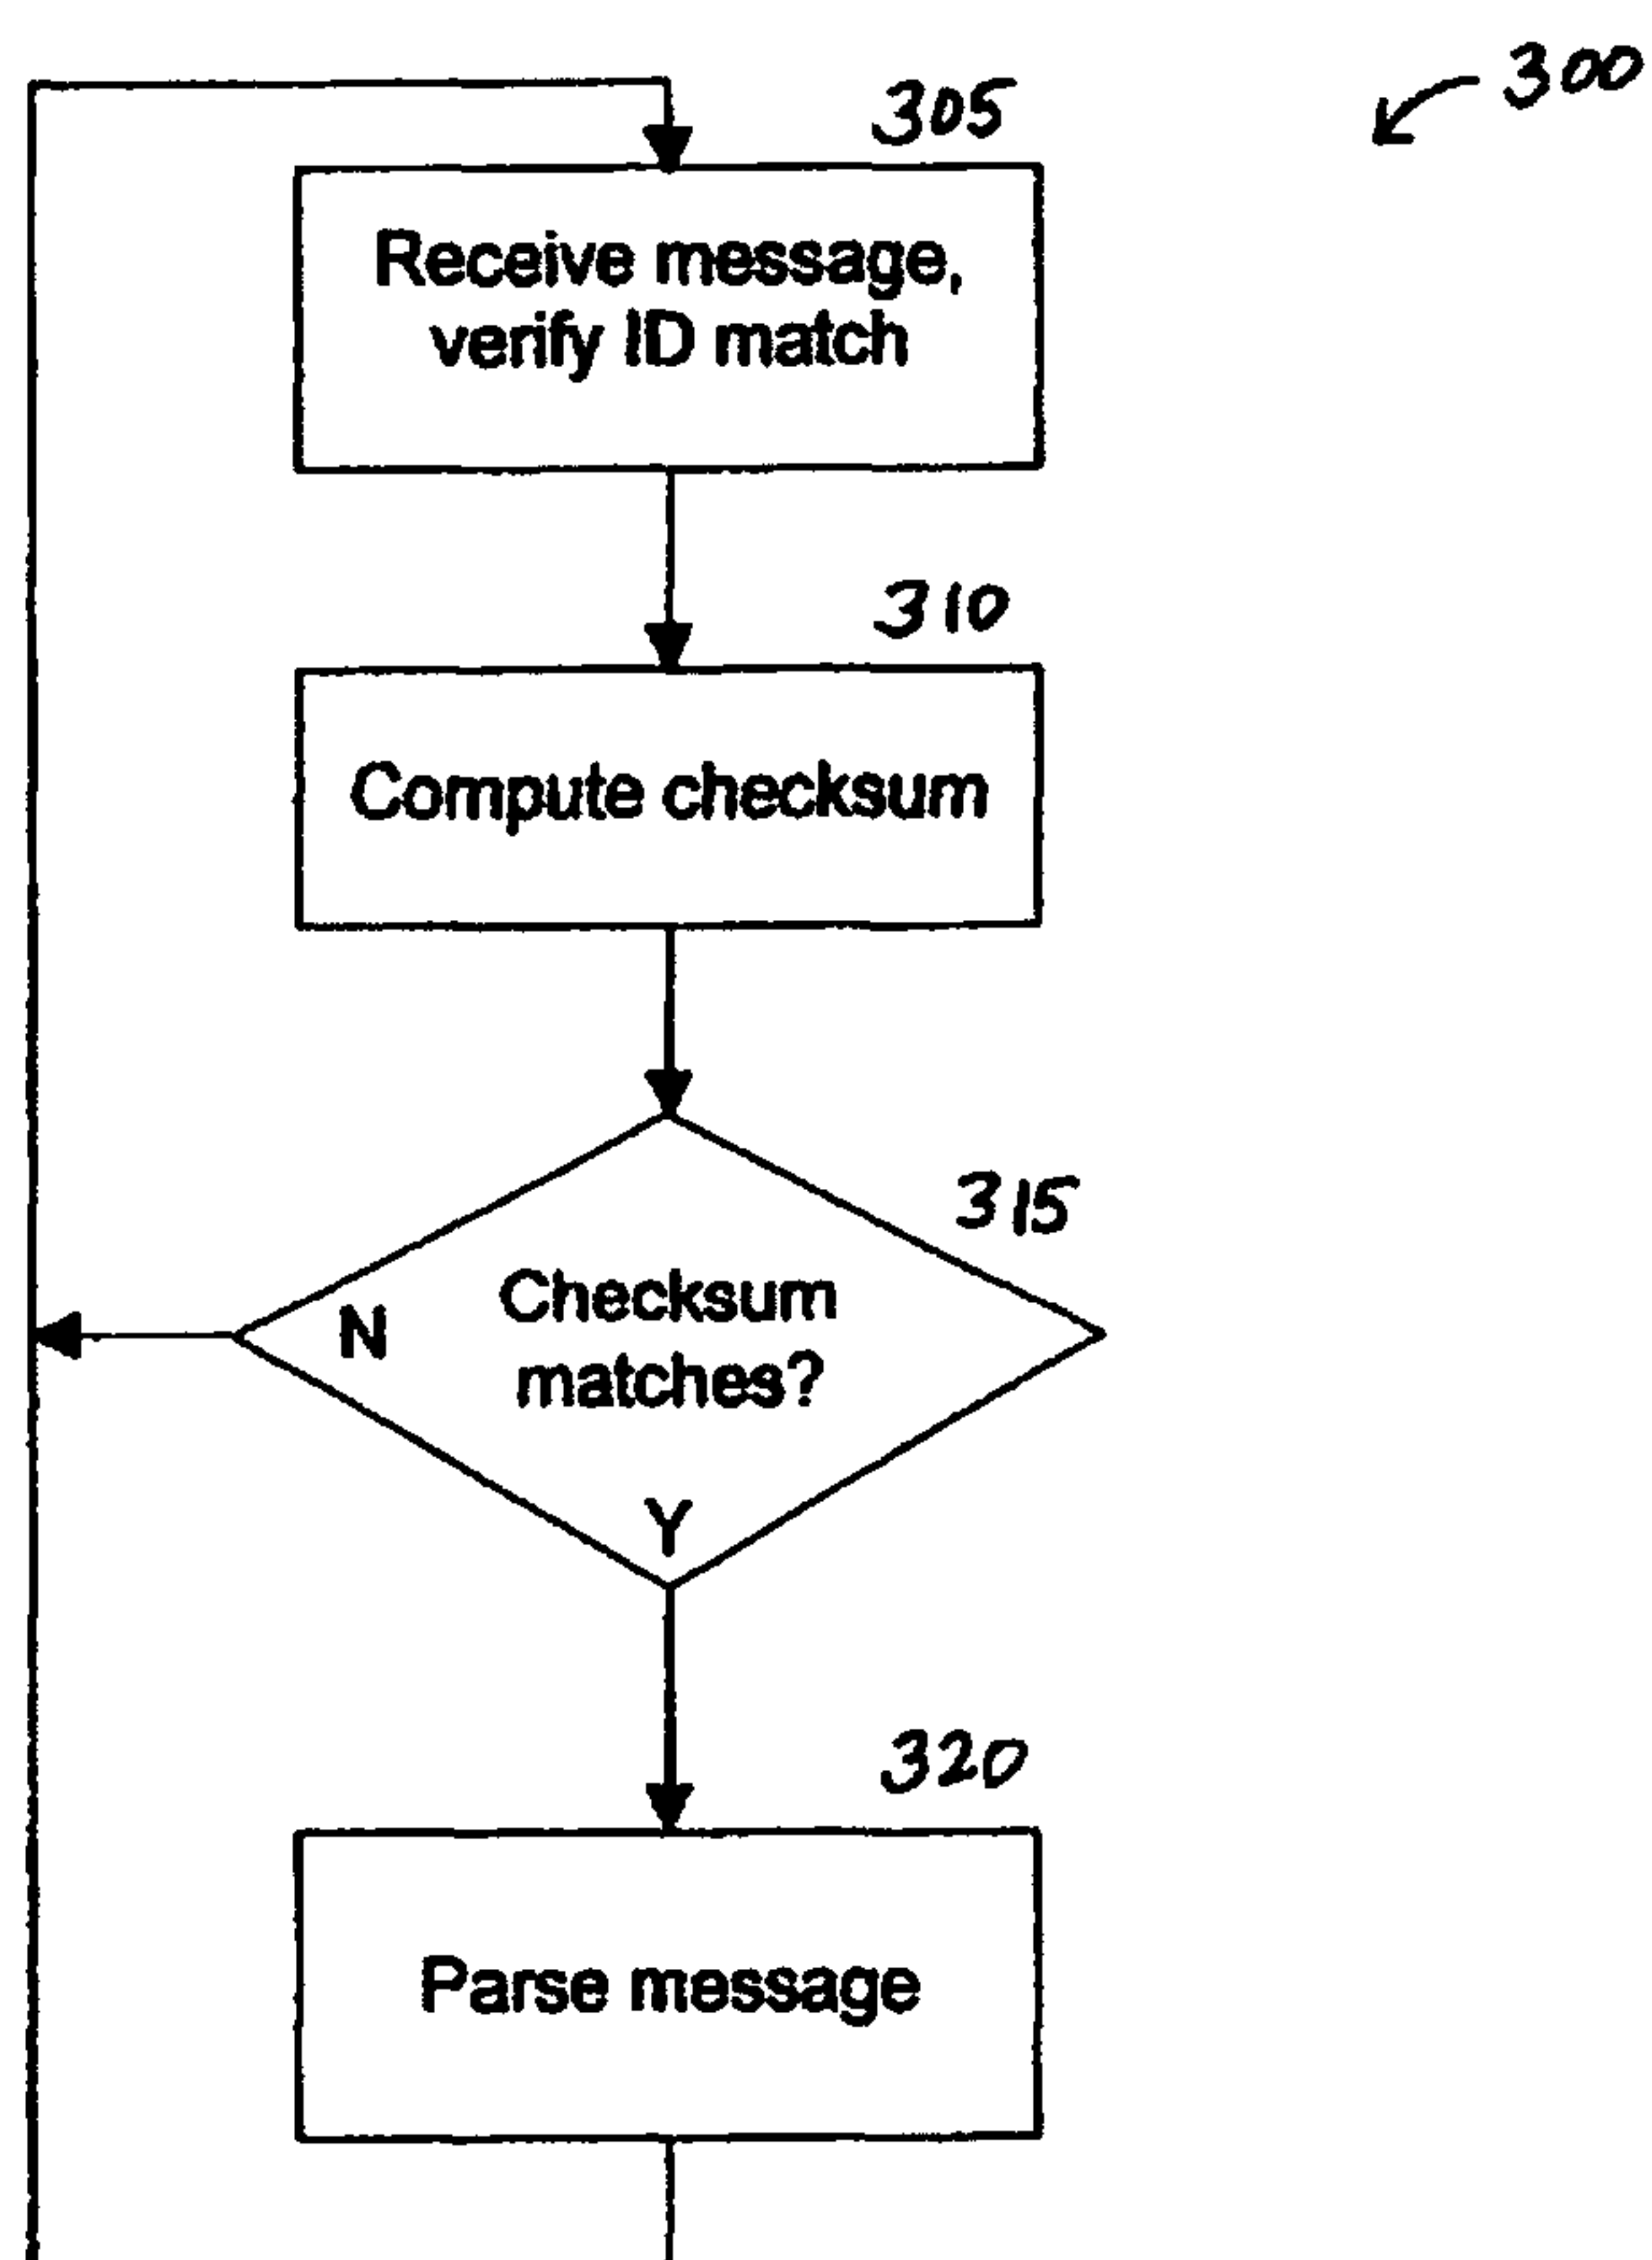 300
305
Receive message,
verify ID match
310
Compute checksum
315
Checksum
matches?
N
Y
320
Parse message